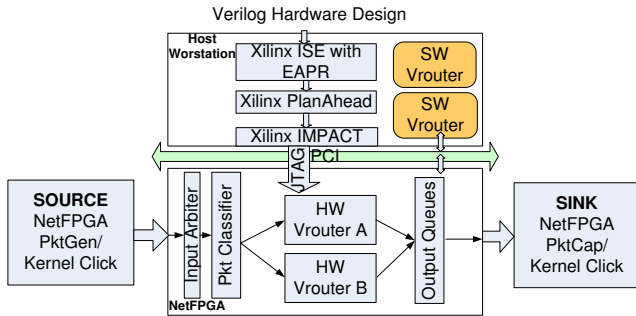 Verilog Hardware Design
Host
Worstation
Xilinx ISE with
EAPR
SW
Vrouter
Xilinx PlanAhead
SW
Vrouter
Xilinx IMPACT
PCI
JTAG
SOURCE
NetFPGA
PktGen/
Kernel Click
Input Arbiter
Pkt Classifier
HW
Vrouter A
HW
Vrouter B
Output Queues
NetFPGA
SINK
NetFPGA
PktCap/
Kernel Click